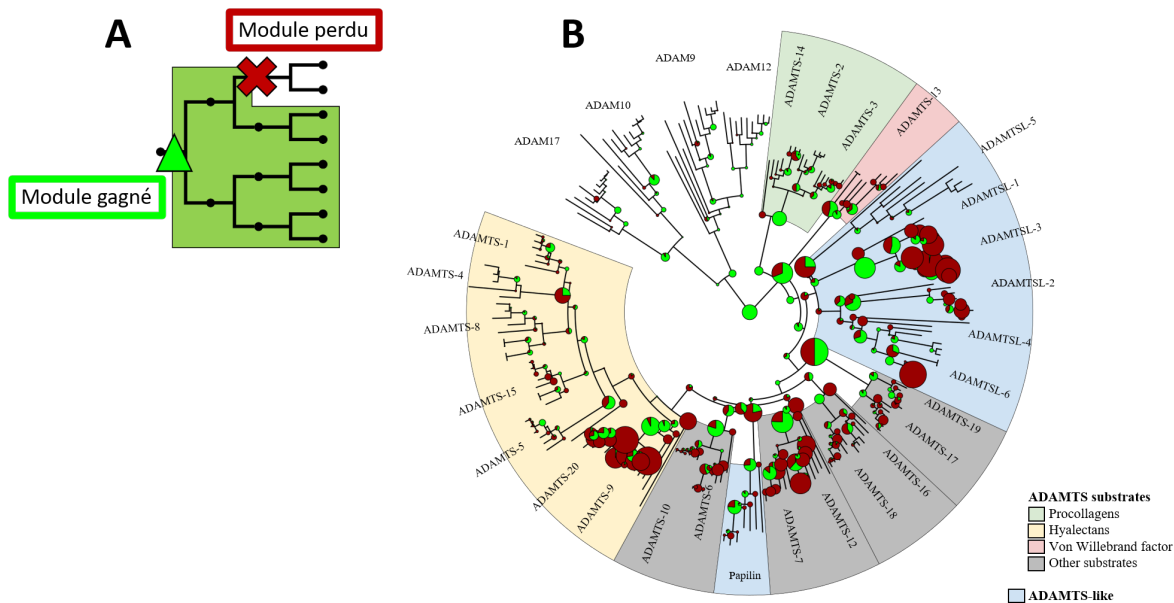 A
Module perdu
Module gagné
B
ADAM9
ADAM12
ADAM10
ADAM17
ADAMTS-14
ADAMTS-2
ADAMTS-3
ADAMTS-13
ADAMTSL-5
ADAMTSL-1
ADAMTSL-3
ADAMTSL-2
ADAMTSL-4
ADAMTSL-6
ADAMTS-19
ADAMTS-17
ADAMTS-16
ADAMTS-18
ADAMTS-12
ADAMTS-7
Papilin
ADAMTS-6
ADAMTS-10
ADAMTS-9
ADAMTS-20
ADAMTS-5
ADAMTS-15
ADAMTS-8
ADAMTS-4
ADAMTS-1
ADAMTS substrates
Procollagens
Hyalectans
Von Willebrand factor
Other substrates
ADAMTS-like